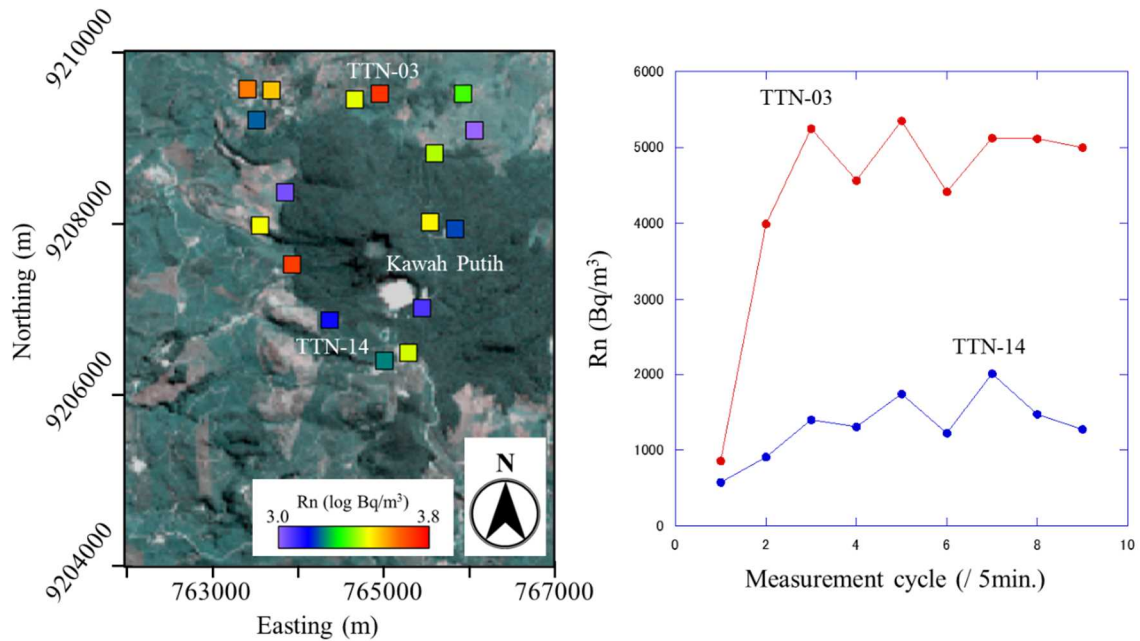 9210000
9208000
9206000
9204000
Northing (m)
TTN-03
Kawah Putih
TTN-14
N
Rn (log Bq/m³)
3.0 3.8
763000 765000 767000
Easting (m)
6000
5000
4000
3000
2000
1000
0
Rn (Bq/m³)
TTN-03
TTN-14
0 2 4 6 8 10
Measurement cycle (/ 5min.)